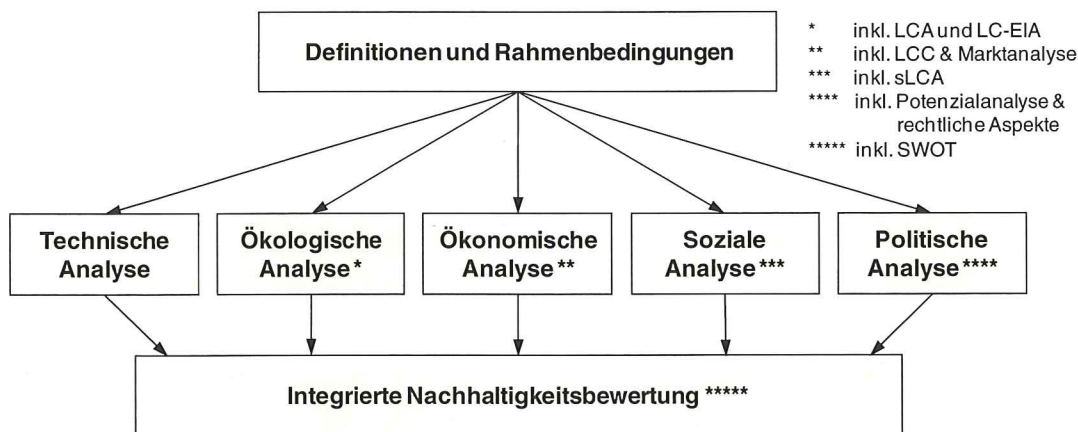 Definitionen und Rahmenbedingungen
* inkl. LCA und LC-EIA
** inkl. LCC & Marktanalyse
*** inkl. sLCA
**** inkl. Potenzialanalyse &
rechtliche Aspekte
***** inkl. SWOT
Technische
Analyse
Ökologische
Analyse*
Ökonomische
Analyse**
Soziale
Analyse***
Politische
Analyse****
Integrierte Nachhaltigkeitsbewertung *****